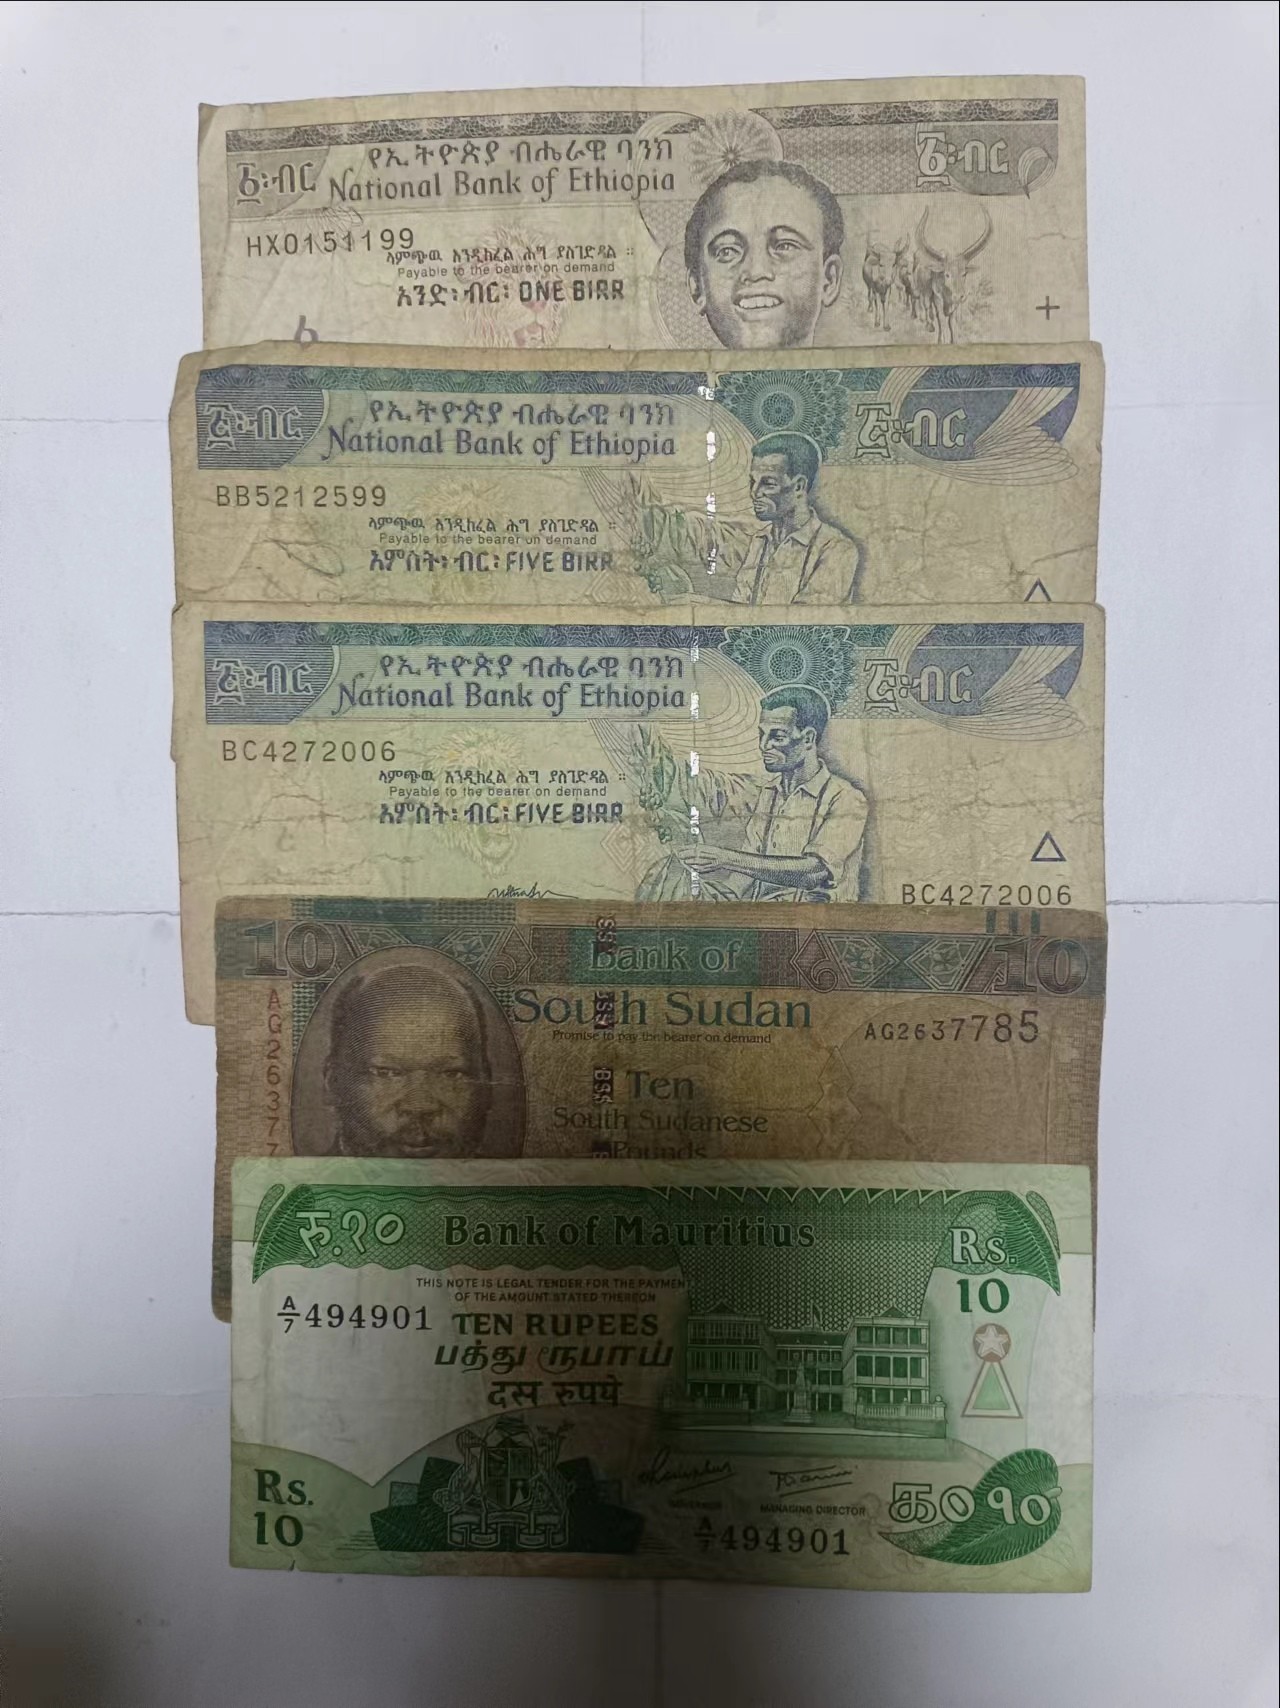 የኢትዮጵያ ብሔራዊ ባንክ
፩፡ብር
National Bank of Ethiopia
፩፡ብር
HX0151199
ላምጭዉ እንዲከፈል ሕግ ያስገድዳል ።
Payable to the bearer on demand
አንድ፡ ብር፡ ONE BIRR
፭፡ብር
የኢትዮጵያ ብሔራዊ ባንክ
National Bank of Ethiopia
፭፡ብር
BB5212599
ላምጭዉ እንዲከፈል ሕግ ያስገድዳል ።
Payable to the bearer on demand
አምስት፡ ብር፡ FIVE BIRR
፭፡ብር
የኢትዮጵያ ብሔራዊ ባንክ
National Bank of Ethiopia
፭፡ብር
BC4272006
ላምጭዉ እንዲከፈል ሕግ ያስገድዳል ።
Payable to the bearer on demand
አምስት፡ ብር፡ FIVE BIRR
BC4272006
10
Bank of
10
South Sudan
Promise to pay the bearer on demand
AG2637785
AG26377
Ten
South Sudanese
Pounds
रु.१०
Bank of Mauritius
Rs.
10
THIS NOTE IS LEGAL TENDER FOR THE PAYMENT
OF THE AMOUNT STATED THEREON
A/7 494901
TEN RUPEES
பத்து ரூபாய்
दस रुपये
Rs.
10
GOVERNOR
MANAGING DIRECTOR
A/7 494901